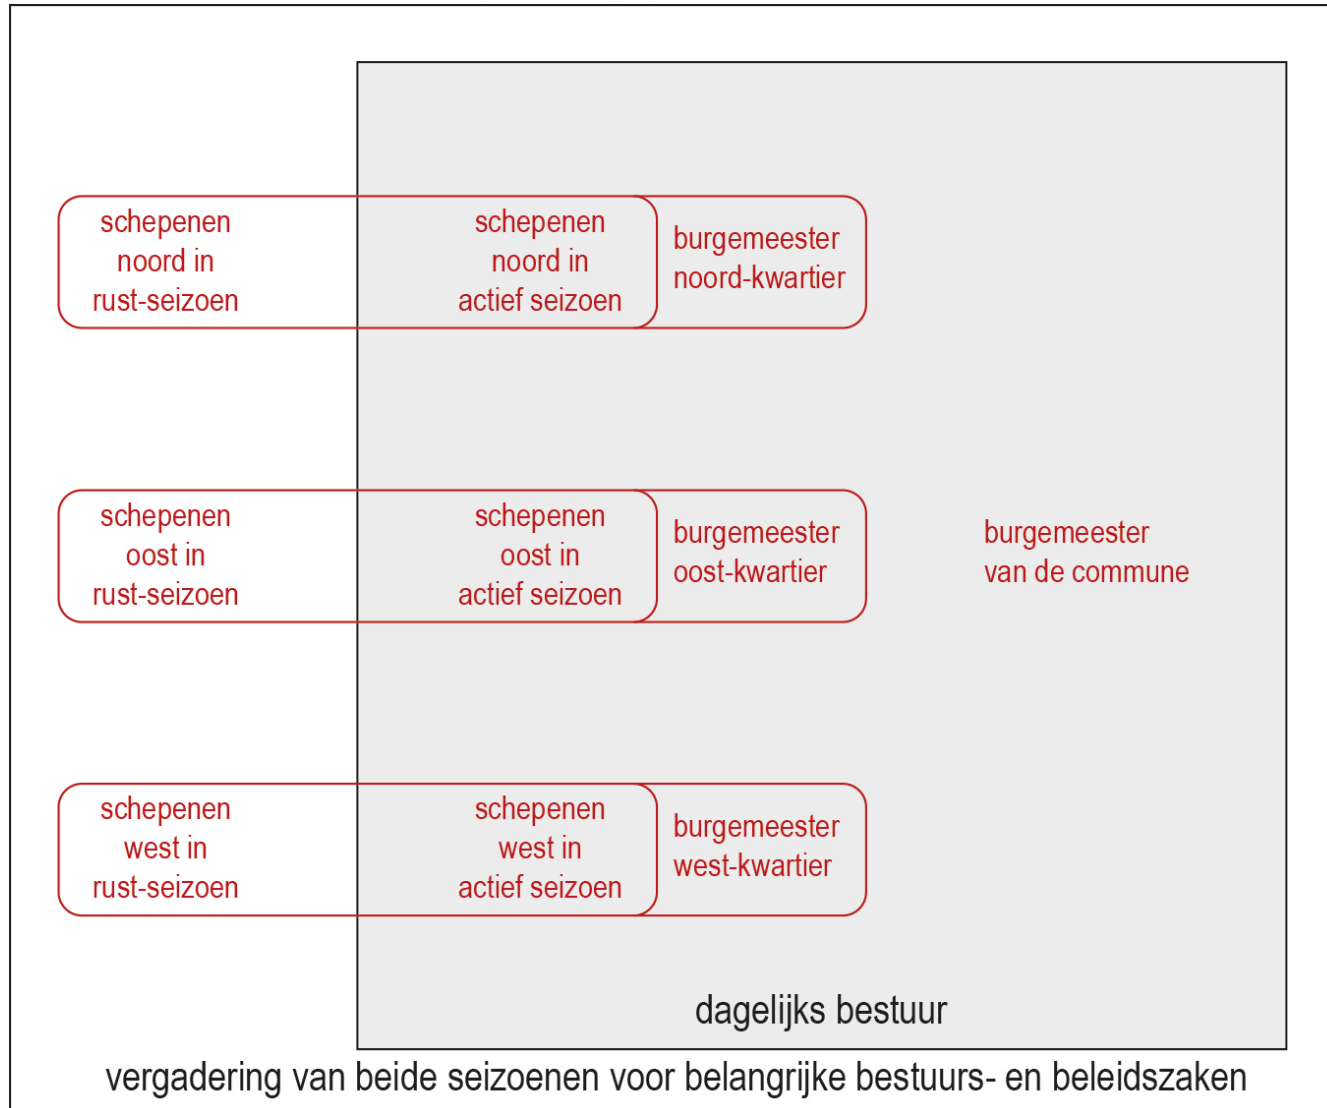 schepenen
noord in
rust-seizoen
schepenen
noord in
actief seizoen
burgemeester
noord-kwartier
schepenen
oost in
rust-seizoen
schepenen
oost in
actief seizoen
burgemeester
oost-kwartier
burgemeester
van de commune
schepenen
west in
rust-seizoen
schepenen
west in
actief seizoen
burgemeester
west-kwartier
dagelijks bestuur
vergadering van beide seizoenen voor belangrijke bestuurs- en beleidszaken